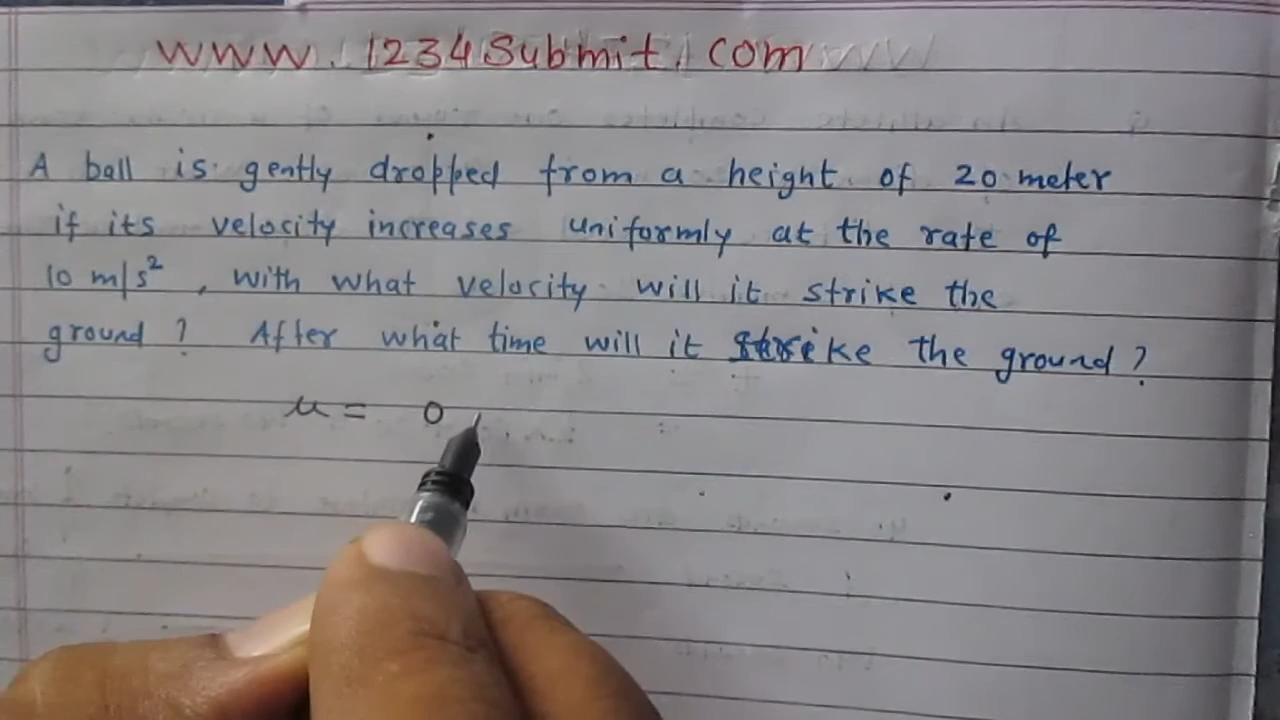 www.1234Submit.com
A ball is gently dropped from a height of 20 meter
if its velocity increases uniformly at the rate of
10 m/s², with what velocity will it strike the
ground? After what time will it strike the ground?
u = 0